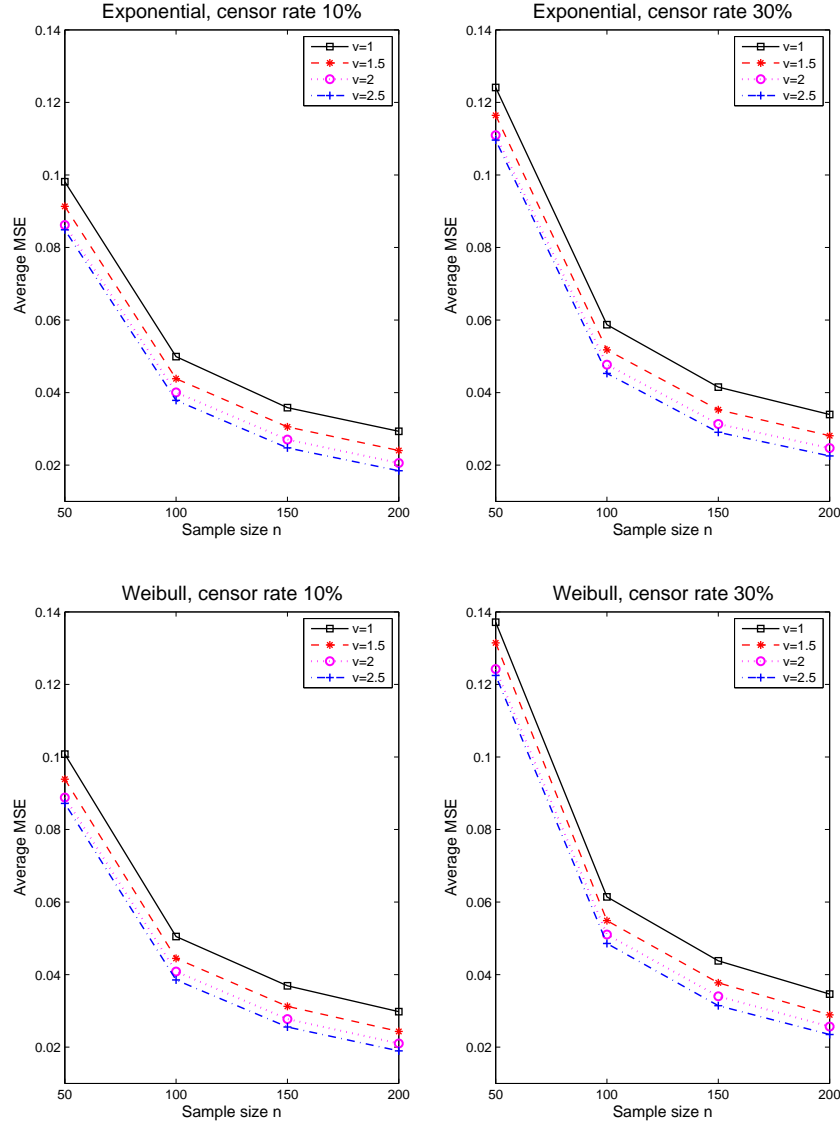 Exponential, censor rate 10%
0.14
0.12
0.1
0.08
0.06
0.04
0.02
50
100
150
200
Average MSE
Sample size n
v=1
v=1.5
v=2
v=2.5
Exponential, censor rate 30%
0.14
0.12
0.1
0.08
0.06
0.04
0.02
50
100
150
200
Average MSE
Sample size n
v=1
v=1.5
v=2
v=2.5
Weibull, censor rate 10%
0.14
0.12
0.1
0.08
0.06
0.04
0.02
50
100
150
200
Average MSE
Sample size n
v=1
v=1.5
v=2
v=2.5
Weibull, censor rate 30%
0.14
0.12
0.1
0.08
0.06
0.04
0.02
50
100
150
200
Average MSE
Sample size n
v=1
v=1.5
v=2
v=2.5